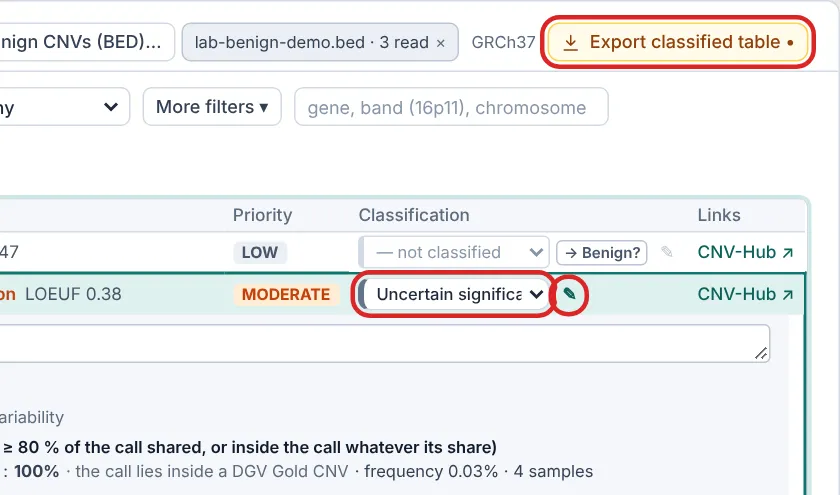 nign CNVs (BED)... lab-benign-demo.bed · 3 read × GRCh37 Export classified table •
ny More filters ▾ gene, band (16p11), chromosome
Priority Classification Links
47 LOW — not classified → Benign? ✎ CNV-Hub ↗
on LOEUF 0.38 MODERATE Uncertain significa ✎ CNV-Hub ↗
ariability
≥ 80 % of the call shared, or inside the call whatever its share)
: 100% · the call lies inside a DGV Gold CNV · frequency 0.03% · 4 samples